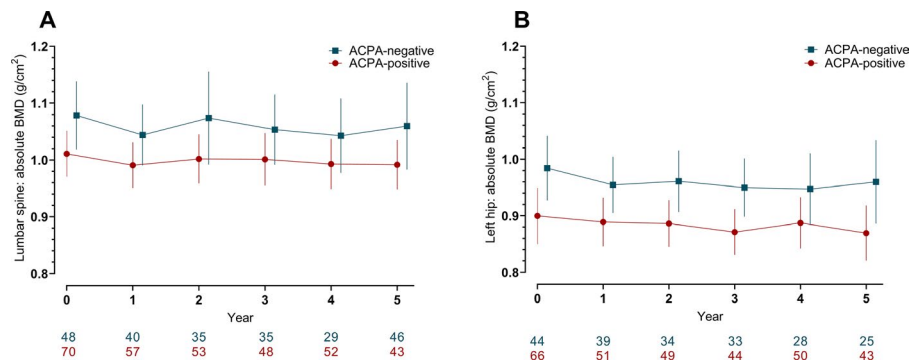 A
ACPA-negative
ACPA-positive
Lumbar spine: absolute BMD (g/cm²)
1.2
1.1
1.0
0.9
0.8
0 1 2 3 4 5
Year
48 40 35 35 29 46
70 57 53 48 52 43
B
ACPA-negative
ACPA-positive
Left hip: absolute BMD (g/cm²)
1.2
1.1
1.0
0.9
0.8
0 1 2 3 4 5
Year
44 39 34 33 28 25
66 51 49 44 50 43